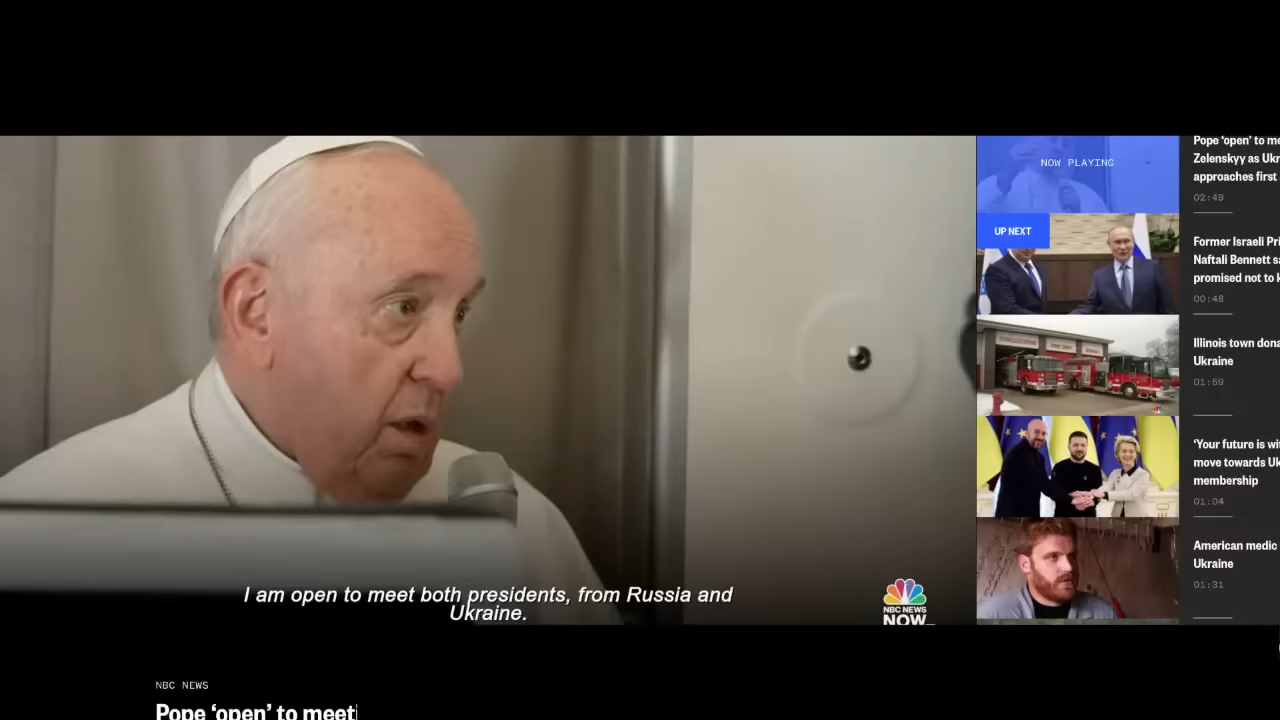 NOW PLAYING
Pope ‘open’ to me
Zelenskyy as Ukr
approaches first
02:49
UP NEXT
Former Israeli Pri
Naftali Bennett sa
promised not to k
00:48
Illinois town dona
Ukraine
01:59
‘Your future is wit
move towards Uk
membership
01:04
American medic
Ukraine
01:31
I am open to meet both presidents, from Russia and
Ukraine.
NBC NEWS
NOW
NBC NEWS
Pope ‘open’ to meet